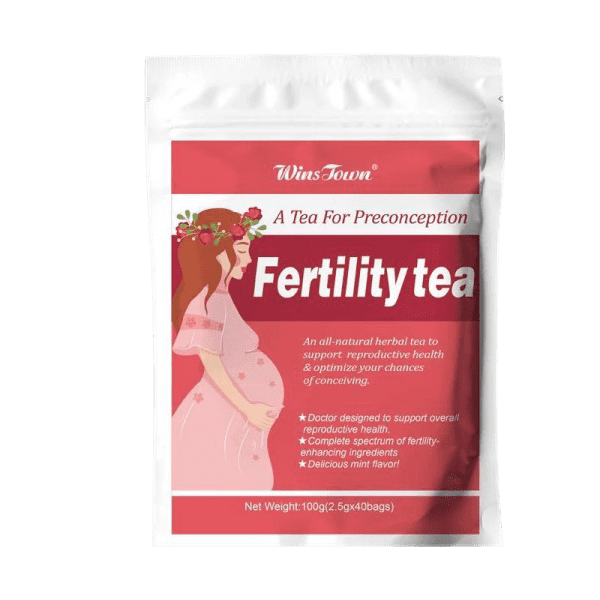 Wins Town®
A Tea For Preconception
Fertility tea
An all-natural herbal tea to
support reproductive health
& optimize your chances
of conceiving.
★Doctor designed to support overall
reproductive health.
★Complete spectrum of fertility-
enhancing ingredients
★Delicious mint flavor!
Net Weight:100g(2.5gx40bags)